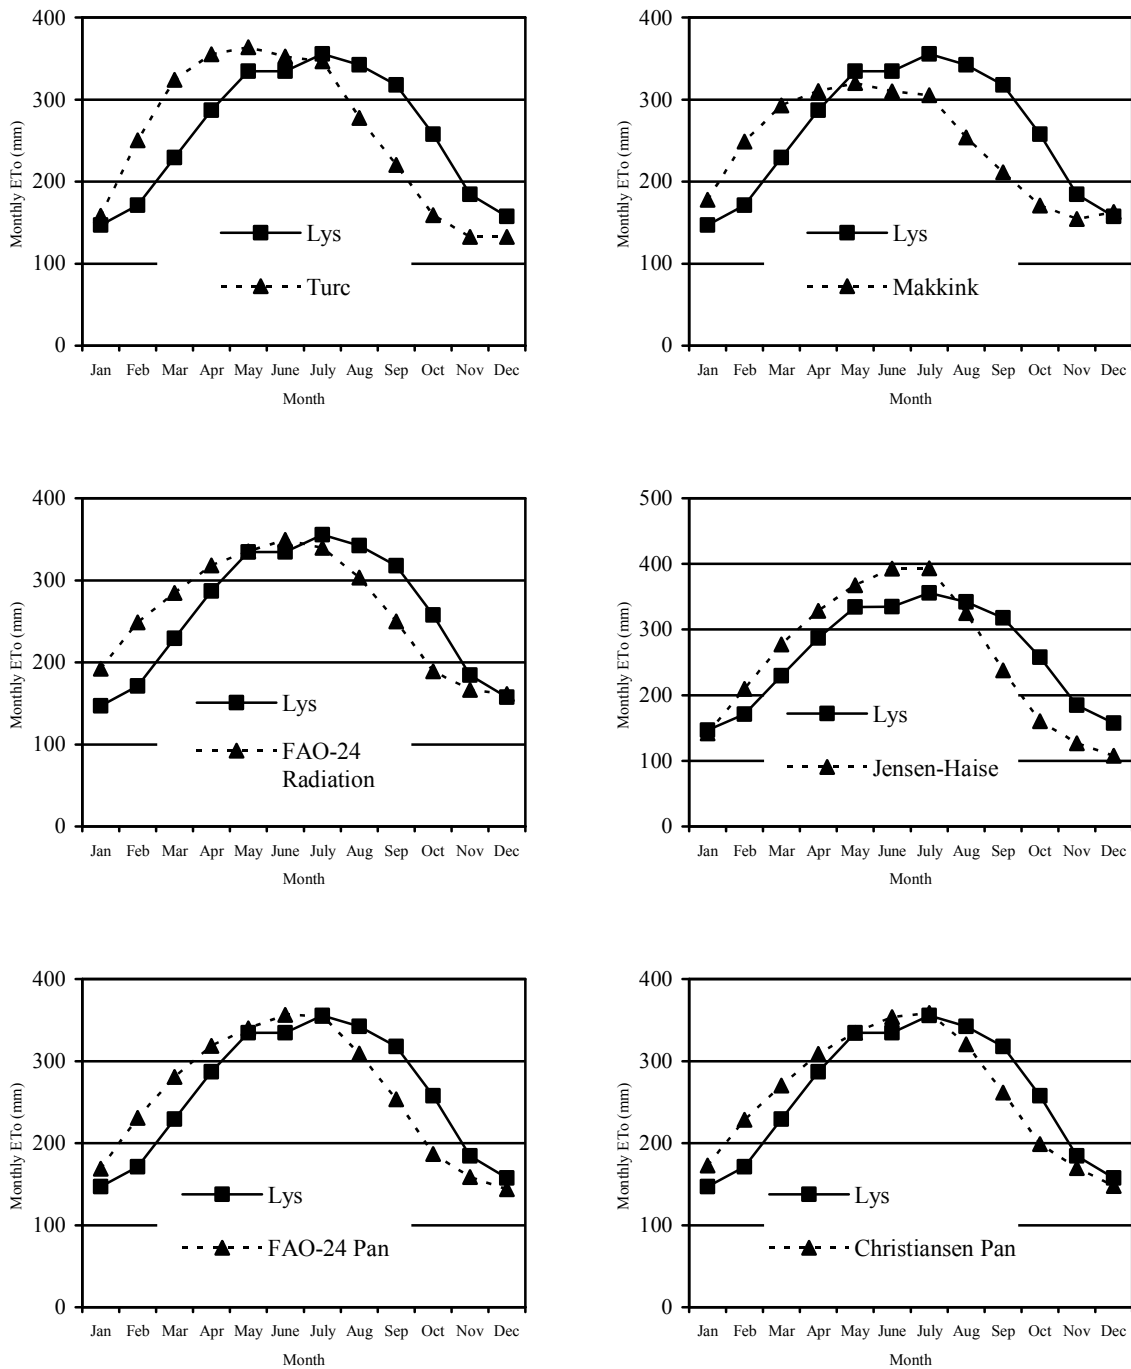 400
300
200
100
0
Monthly ETo (mm)
Lys
Turc
Jan Feb Mar Apr May June July Aug Sep Oct Nov Dec
Month
400
300
200
100
0
Monthly ETo (mm)
Lys
Makkink
Jan Feb Mar Apr May June July Aug Sep Oct Nov Dec
Month
400
300
200
100
0
Monthly ETo (mm)
Lys
FAO-24
Radiation
Jan Feb Mar Apr May June July Aug Sep Oct Nov Dec
Month
500
400
300
200
100
0
Monthly ETo (mm)
Lys
Jensen-Haise
Jan Feb Mar Apr May June July Aug Sep Oct Nov Dec
Month
400
300
200
100
0
Monthly ETo (mm)
Lys
FAO-24 Pan
Jan Feb Mar Apr May June July Aug Sep Oct Nov Dec
Month
400
300
200
100
0
Monthly ETo (mm)
Lys
Christiansen Pan
Jan Feb Mar Apr May June July Aug Sep Oct Nov Dec
Month